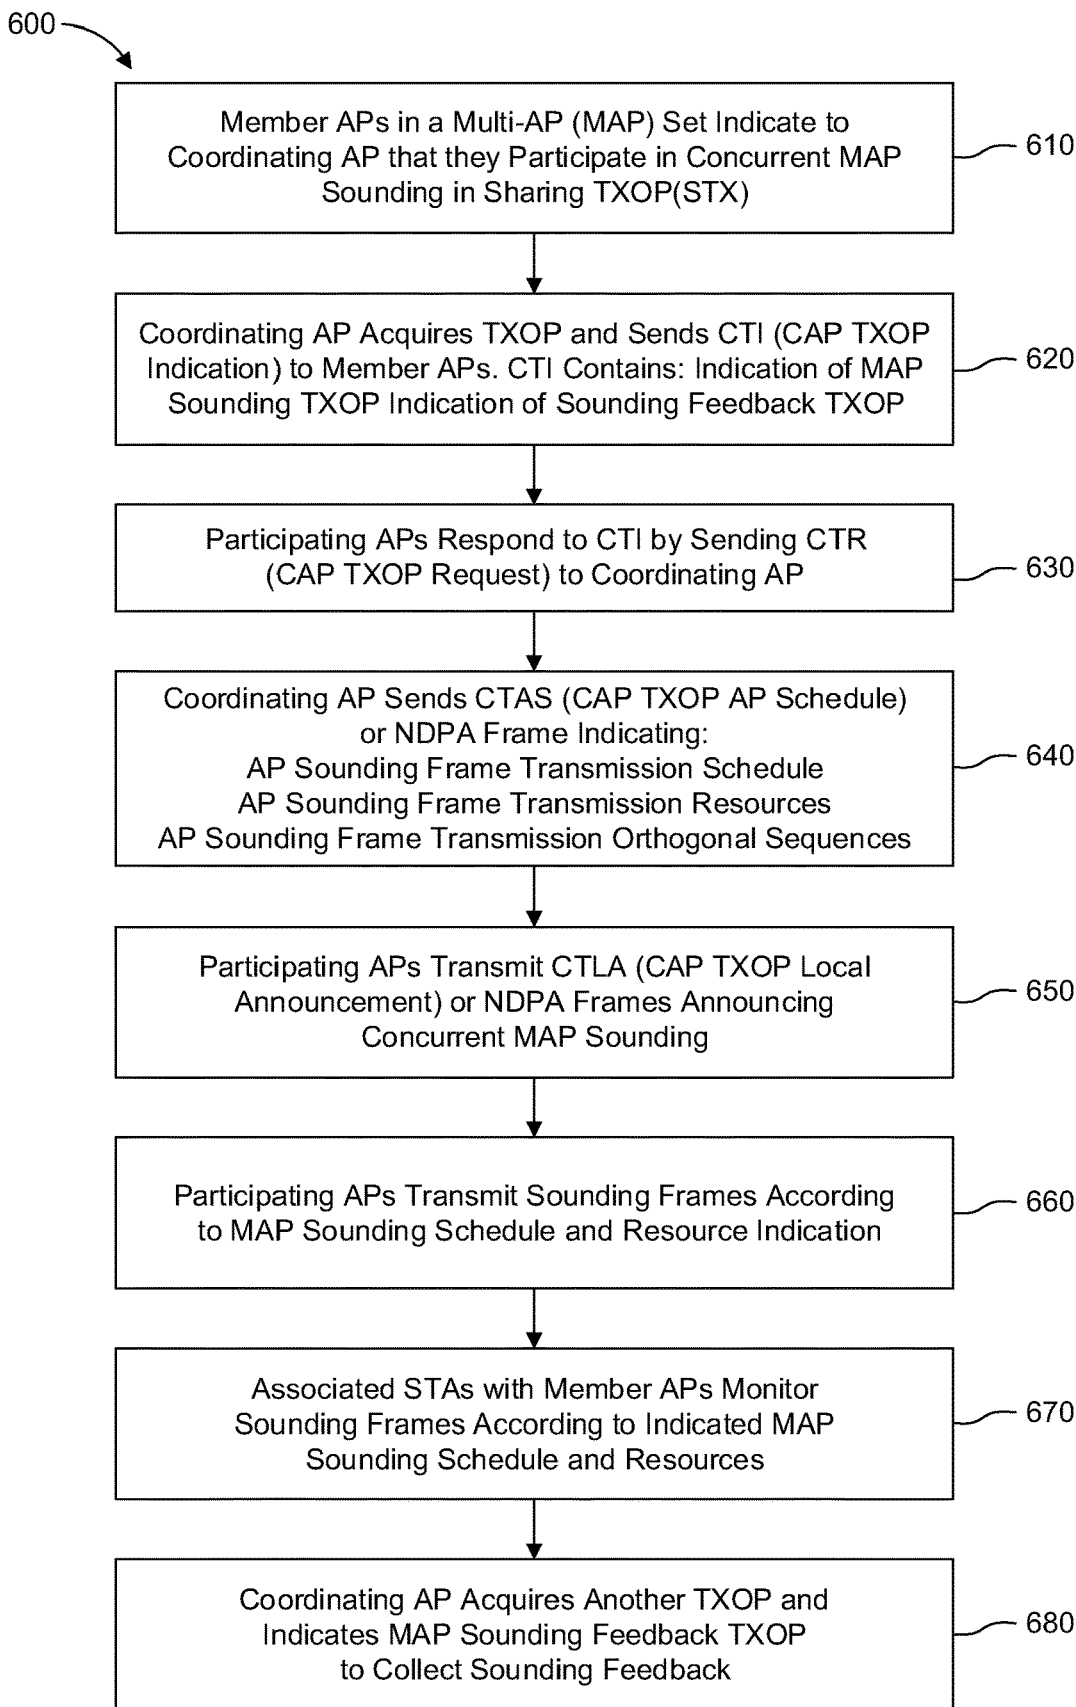 600
Member APs in a Multi-AP (MAP) Set Indicate to
Coordinating AP that they Participate in Concurrent MAP
Sounding in Sharing TXOP(STX)
610
Coordinating AP Acquires TXOP and Sends CTI (CAP TXOP
Indication) to Member APs. CTI Contains: Indication of MAP
Sounding TXOP Indication of Sounding Feedback TXOP
620
Participating APs Respond to CTI by Sending CTR
(CAP TXOP Request) to Coordinating AP
630
Coordinating AP Sends CTAS (CAP TXOP AP Schedule)
or NDPA Frame Indicating:
AP Sounding Frame Transmission Schedule
AP Sounding Frame Transmission Resources
AP Sounding Frame Transmission Orthogonal Sequences
640
Participating APs Transmit CTLA (CAP TXOP Local
Announcement) or NDPA Frames Announcing
Concurrent MAP Sounding
650
Participating APs Transmit Sounding Frames According
to MAP Sounding Schedule and Resource Indication
660
Associated STAs with Member APs Monitor
Sounding Frames According to Indicated MAP
Sounding Schedule and Resources
670
Coordinating AP Acquires Another TXOP and
Indicates MAP Sounding Feedback TXOP
to Collect Sounding Feedback
680